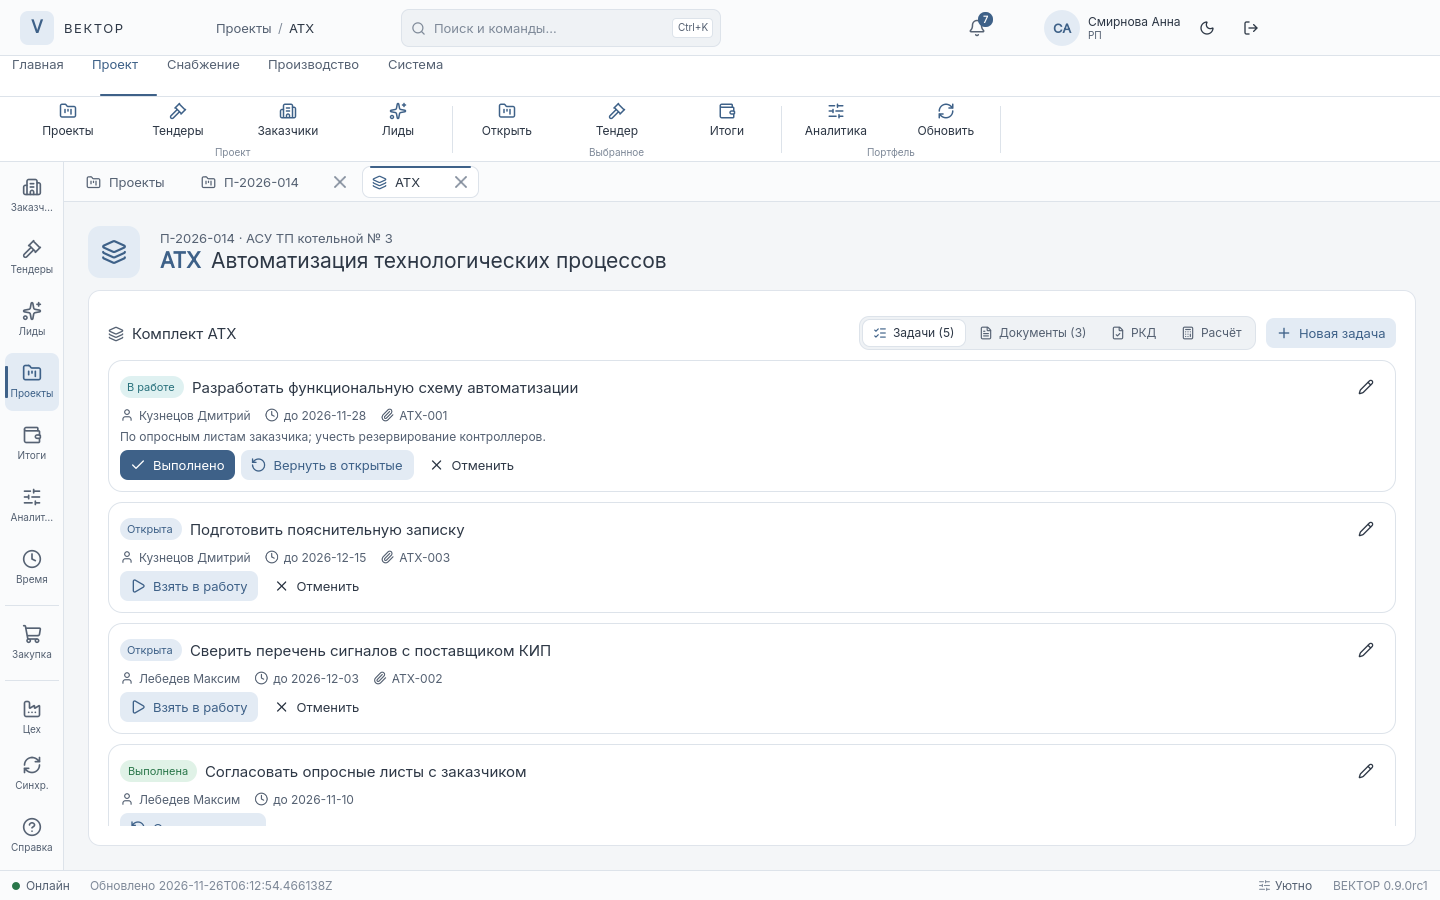 V ВЕКТОР
Проекты / АТХ
Поиск и команды... Ctrl+K
7
СА Смирнова Анна
РП
Главная Проект Снабжение Производство Система
Проекты Тендеры Заказчики Лиды Открыть Тендер Итоги Аналитика Обновить
Проект Выбранное Портфель
Проекты П-2026-014 АТХ
Заказч...
Тендеры
Лиды
Проекты
Итоги
Аналит...
Время
Закупка
Цех
Синхр.
Справка
П-2026-014 · АСУ ТП котельной № 3
АТХ Автоматизация технологических процессов
Комплект АТХ
Задачи (5) Документы (3) РКД Расчёт Новая задача
В работе Разработать функциональную схему автоматизации
Кузнецов Дмитрий до 2026-11-28 АТХ-001
По опросным листам заказчика; учесть резервирование контроллеров.
Выполнено Вернуть в открытые Отменить
Открыта Подготовить пояснительную записку
Кузнецов Дмитрий до 2026-12-15 АТХ-003
Взять в работу Отменить
Открыта Сверить перечень сигналов с поставщиком КИП
Лебедев Максим до 2026-12-03 АТХ-002
Взять в работу Отменить
Выполнена Согласовать опросные листы с заказчиком
Лебедев Максим до 2026-11-10
Онлайн Обновлено 2026-11-26T06:12:54.466138Z Уютно ВЕКТОР 0.9.0rc1